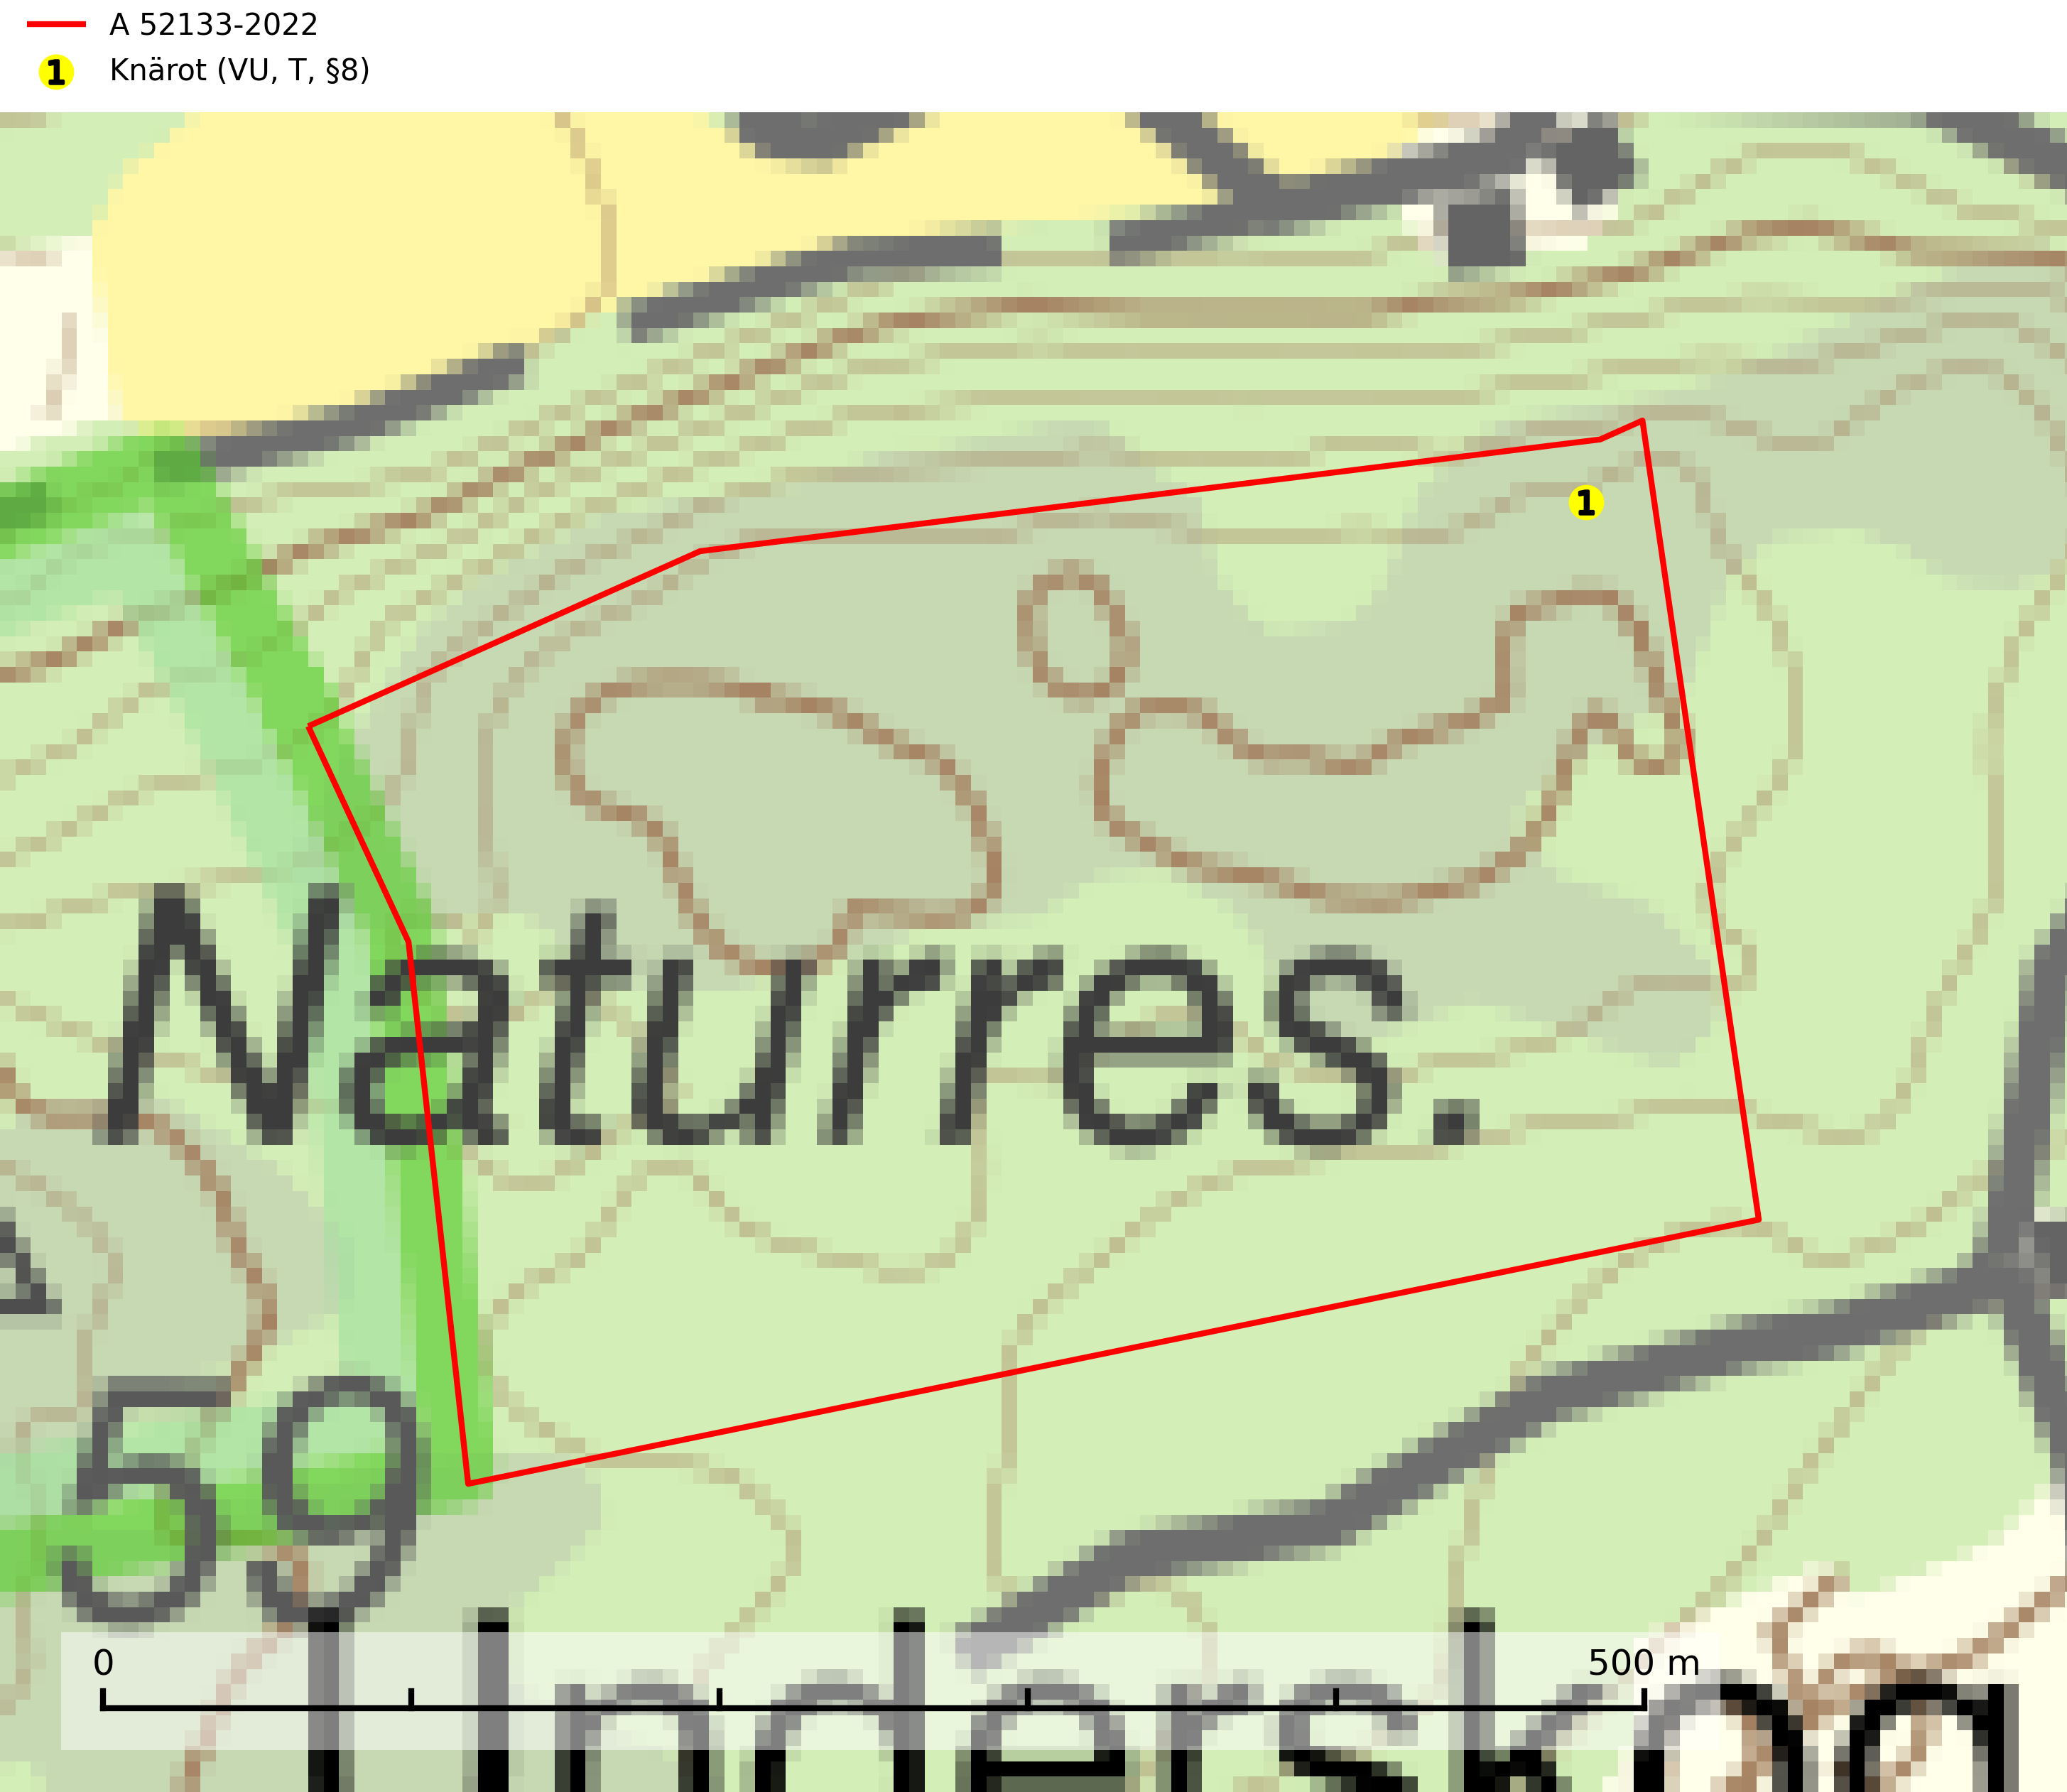 A 52133-2022
1 Knärot (VU, T, §8)
1
Naturres.
59
0 500 m